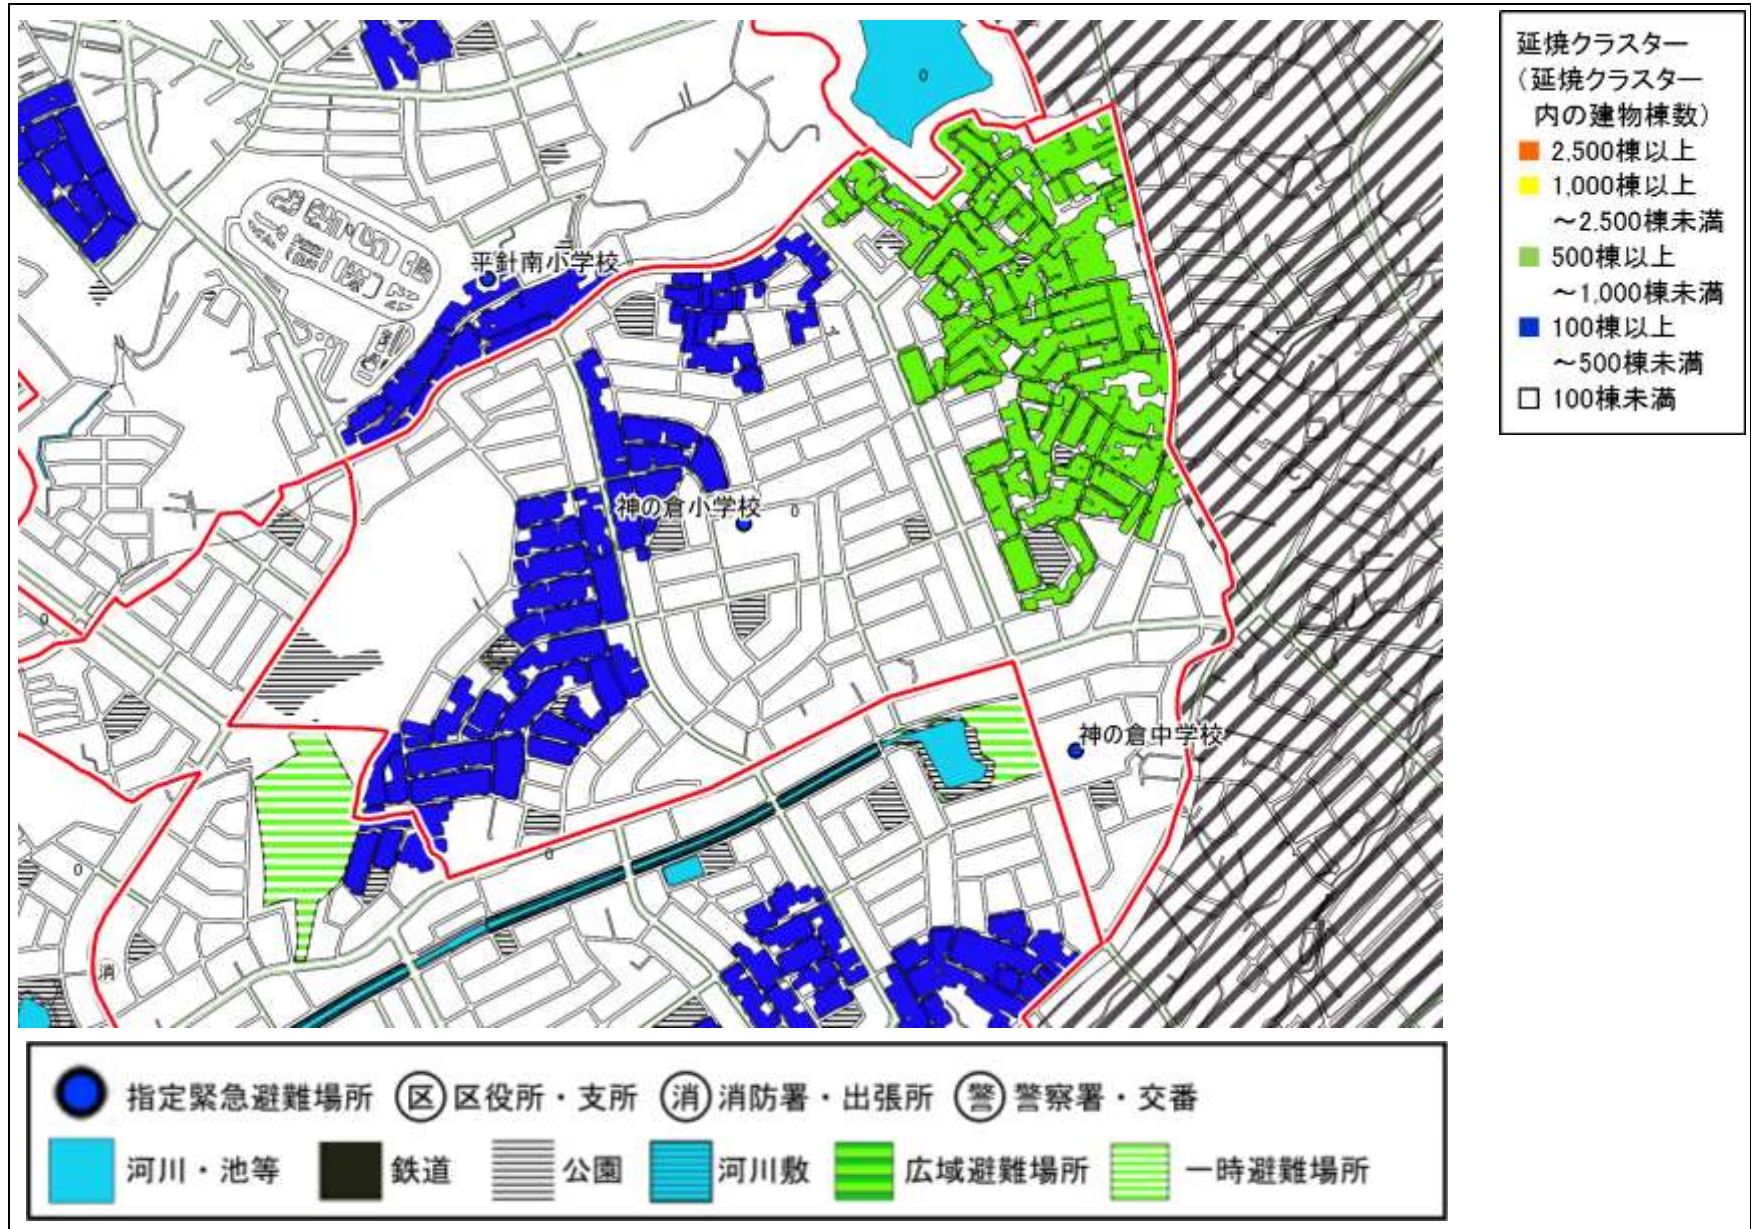 延焼クラスター
（延焼クラスター
内の建物棟数）
2,500棟以上
1,000棟以上
～2,500棟未満
500棟以上
～1,000棟未満
100棟以上
～500棟未満
100棟未満
0
平針南小学校
神の倉小学校
0
0
神の倉中学校
0
0
消
指定緊急避難場所
区 区役所・支所
消 消防署・出張所
警 警察署・交番
河川・池等
鉄道
公園
河川敷
広域避難場所
一時避難場所